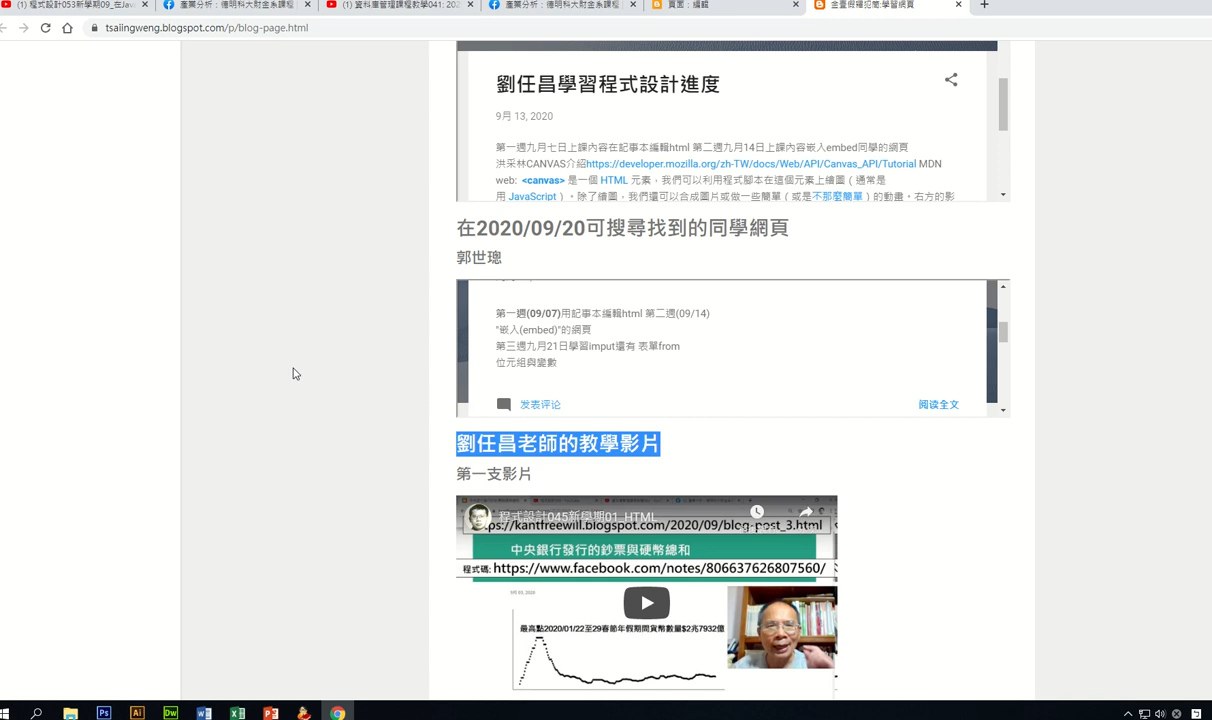 (1) 程式設計053新學期09_在Java
產業分析：德明科大財金系課程
(1) 資料庫管理課程教學041: 202
產業分析：德明科大財金系課程
頁面：編輯
tsaiingweng.blogspot.com/p/blog-page.html
劉任昌學習程式設計進度
9月 13, 2020
第一週九月七日上課內容在記事本編輯html 第二週九月14日上課內容嵌入embed同學的網頁
洪采林CANVAS介紹https://developer.mozilla.org/zh-TW/docs/Web/API/Canvas_API/Tutorial MDN
web: <canvas> 是一個 HTML 元素，我們可以利用程式腳本在這個元素上繪圖（通常是
用 JavaScript）。除了繪圖，我們還可以合成圖片或做一些簡單（或是不那麼簡單）的動畫。右方的影
在2020/09/20可搜尋找到的同學網頁
郭世璁
第一週(09/07)用記事本編輯html 第二週(09/14)
"嵌入(embed)"的網頁
第三週九月21日學習imput還有 表單from
位元組與變數
发表评论
阅读全文
劉任昌老師的教學影片
第一支影片
程式設計045新學期01_HTML
ps://kantfreewill.blogspot.com/2020/09/blog-post_3.html
中央銀行發行的鈔票與硬幣總和
程式碼: https://www.facebook.com/notes/806637626807560/
9月 03, 2020
最高點2020/01/22至29春節年假期間貨幣數量$2兆7932億